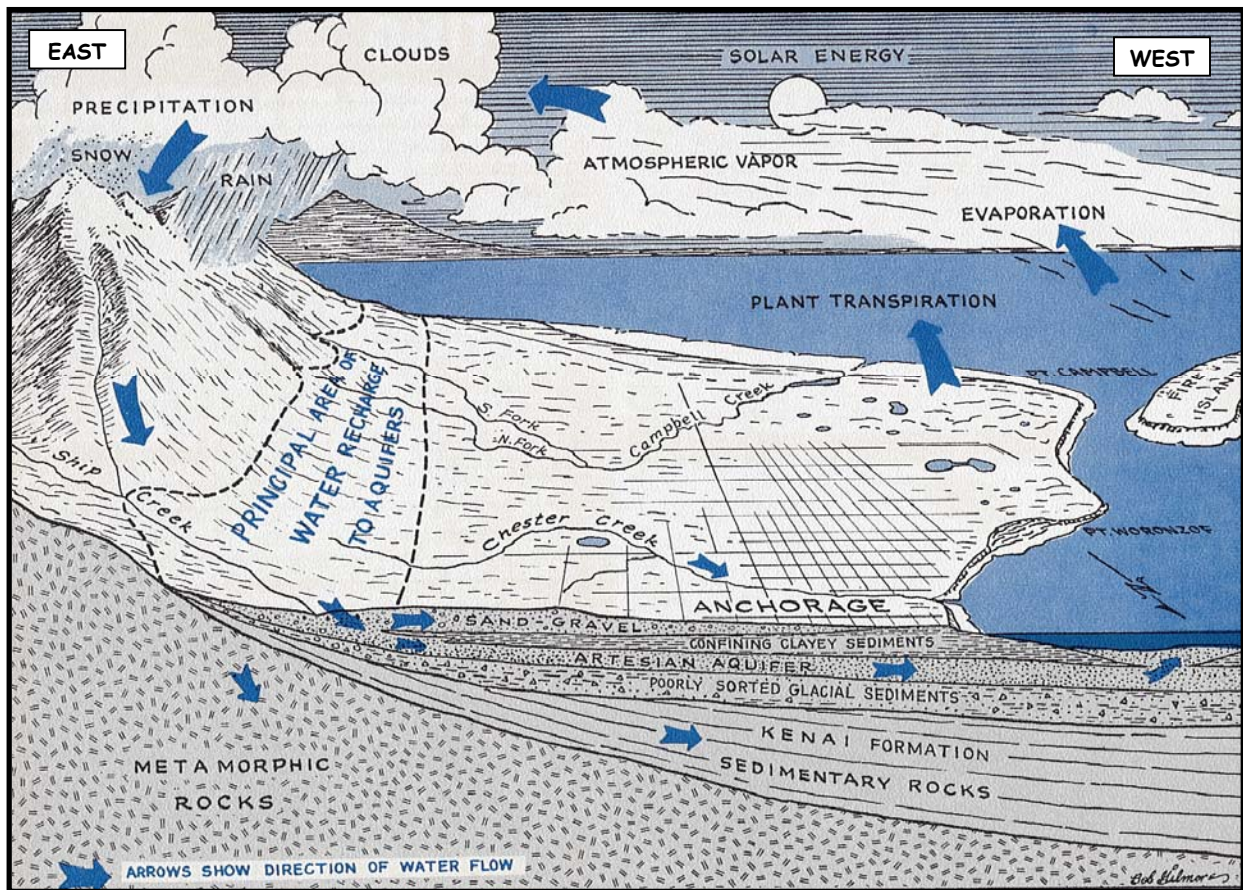 EAST
CLOUDS
SOLAR ENERGY
WEST
PRECIPITATION
SNOW
RAIN
ATMOSPHERIC VAPOR
EVAPORATION
PLANT TRANSPIRATION
PT. CAMPBELL
FIRE
ISLAND
PRINCIPAL AREA OF
WATER RECHARGE
TO AQUIFERS
S. Fork
N. Fork
Campbell Creek
Ship
Creek
Chester Creek
PT. WORONZOF
ANCHORAGE
SAND-GRAVEL
CONFINING CLAYEY SEDIMENTS
ARTESIAN AQUIFER
POORLY SORTED GLACIAL SEDIMENTS
KENAI FORMATION
SEDIMENTARY ROCKS
METAMORPHIC
ROCKS
ARROWS SHOW DIRECTION OF WATER FLOW
Bob Gilmore